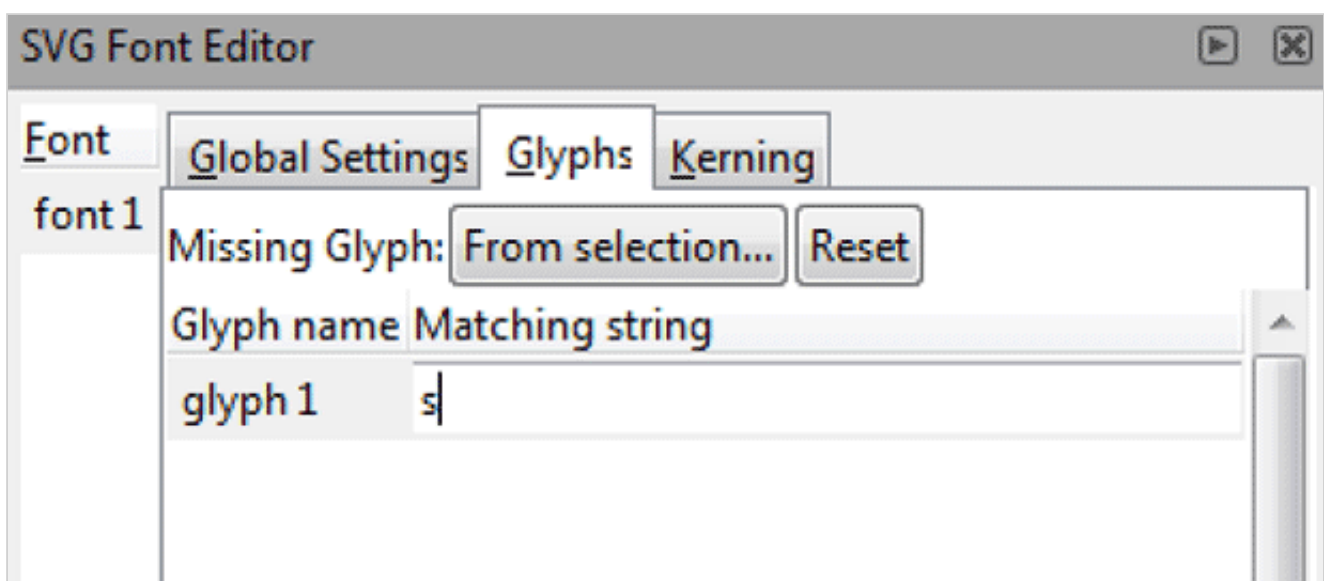 SVG Font Editor
Font
Global Settings Glyphs Kerning
font 1
Missing Glyph: From selection... Reset
Glyph name Matching string
glyph 1 s